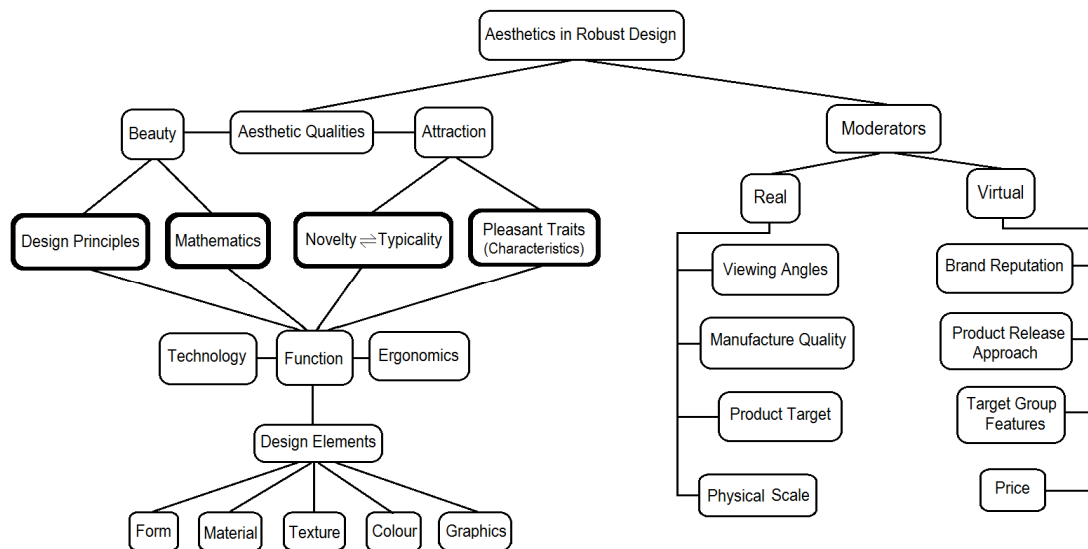 Aesthetics in Robust Design
Beauty
Aesthetic Qualities
Attraction
Moderators
Real
Virtual
Design Principles
Mathematics
Novelty ⇌ Typicality
Pleasant Traits
(Characteristics)
Viewing Angles
Brand Reputation
Technology
Function
Ergonomics
Manufacture Quality
Product Release
Approach
Product Target
Target Group
Features
Design Elements
Physical Scale
Price
Form
Material
Texture
Colour
Graphics